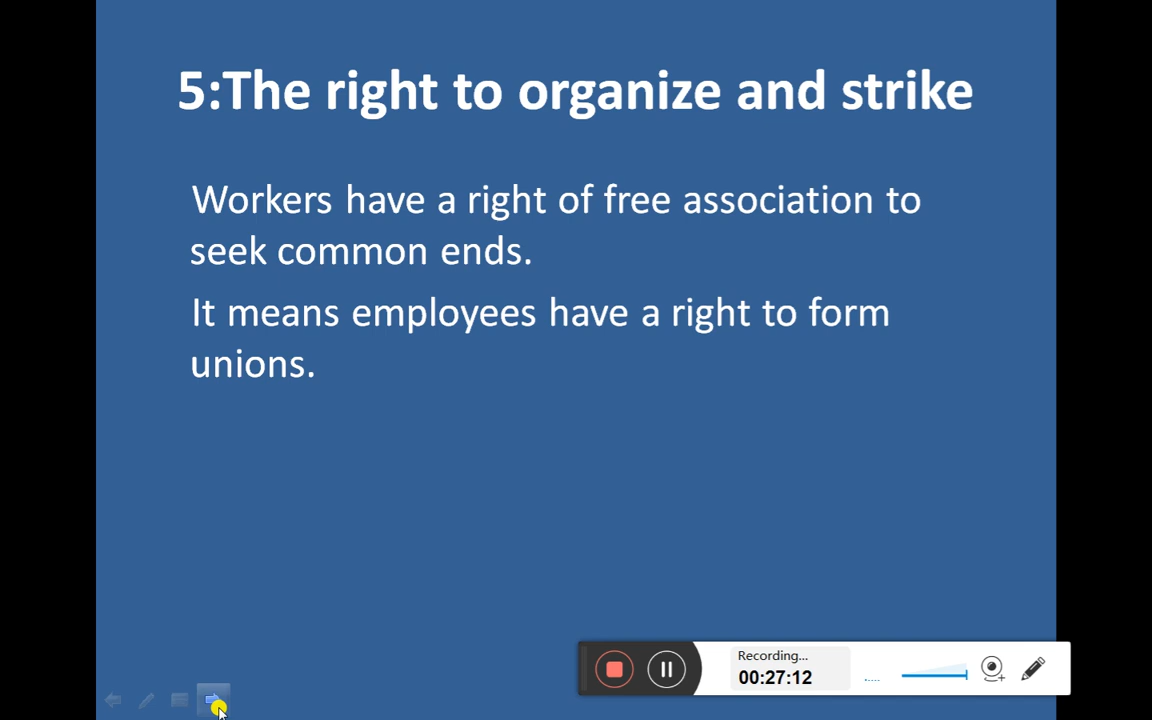 5:The right to organize and strike
Workers have a right of free association to
seek common ends.
It means employees have a right to form
unions.
Recording...
00:27:12